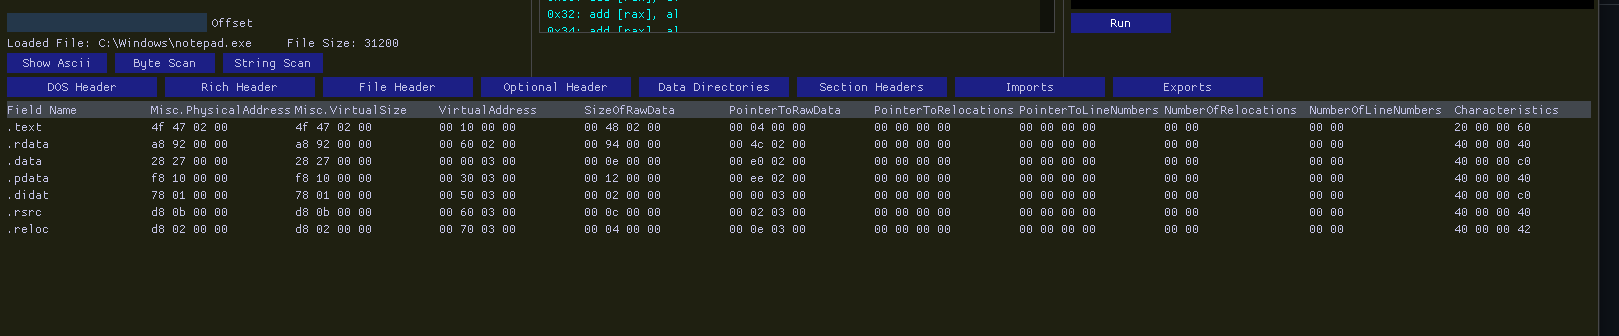 0x32: add [rax], al
Offset
0x34: add [rax], al
Run
Loaded File: C:\Windows\notepad.exe File Size: 31200
Show Ascii Byte Scan String Scan
DOS Header Rich Header File Header Optional Header Data Directories Section Headers Imports Exports
Field Name Misc.PhysicalAddress Misc.VirtualSize VirtualAddress SizeOfRawData PointerToRawData PointerToRelocations PointerToLineNumbers NumberOfRelocations NumberOfLineNumbers Characteristics
.text 4f 47 02 00 4f 47 02 00 00 10 00 00 00 48 02 00 00 04 00 00 00 00 00 00 00 00 00 00 00 00 00 00 20 00 00 60
.rdata a8 92 00 00 a8 92 00 00 00 60 02 00 00 94 00 00 00 4c 02 00 00 00 00 00 00 00 00 00 00 00 00 00 40 00 00 40
.data 28 27 00 00 28 27 00 00 00 00 03 00 00 0e 00 00 00 e0 02 00 00 00 00 00 00 00 00 00 00 00 00 00 40 00 00 c0
.pdata f8 10 00 00 f8 10 00 00 00 30 03 00 00 12 00 00 00 ee 02 00 00 00 00 00 00 00 00 00 00 00 00 00 40 00 00 40
.didat 78 01 00 00 78 01 00 00 00 50 03 00 00 02 00 00 00 00 03 00 00 00 00 00 00 00 00 00 00 00 00 00 40 00 00 c0
.rsrc d8 0b 00 00 d8 0b 00 00 00 60 03 00 00 0c 00 00 00 02 03 00 00 00 00 00 00 00 00 00 00 00 00 00 40 00 00 40
.reloc d8 02 00 00 d8 02 00 00 00 70 03 00 00 04 00 00 00 0e 03 00 00 00 00 00 00 00 00 00 00 00 00 00 40 00 00 42